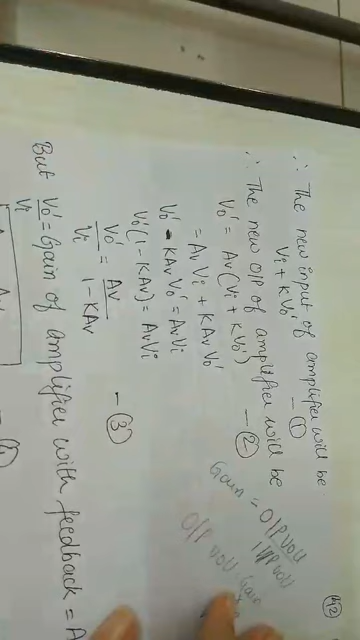 42
∴ The new input of amplifier will be
Vi + KVo' — ①
∴ The new O/P of amplifier will be
Vo' = Av (Vi + KVo') — ②
= Av Vi + KAv Vo'
Vo' - KAv Vo' = Av Vi
Vo' (1 - KAv) = Av Vi
Vo' / Vi = Av / 1 - KAv — ③
But Vo' / Vi = Gain of amplifier with feedback = A
Gain = O/P Volt / I/P Volt
O/P Volt Gain